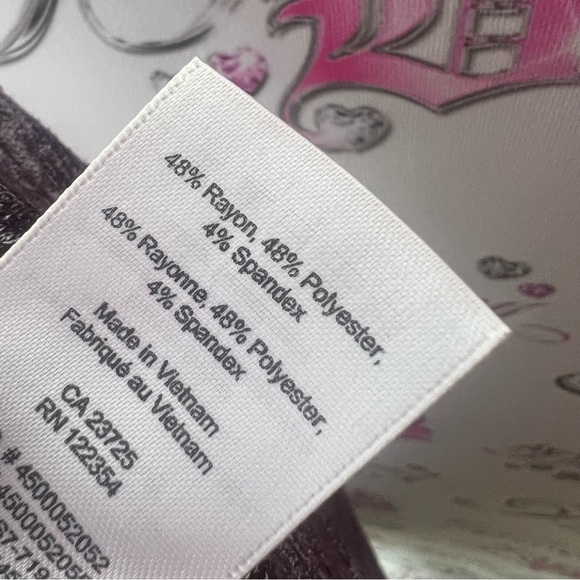 48% Rayon, 48% Polyester,
4% Spandex
48% Rayonne, 48% Polyester,
4% Spandex
Made in Vietnam
Fabriqué au Vietnam
CA 23725
RN 122354
# 4500052052